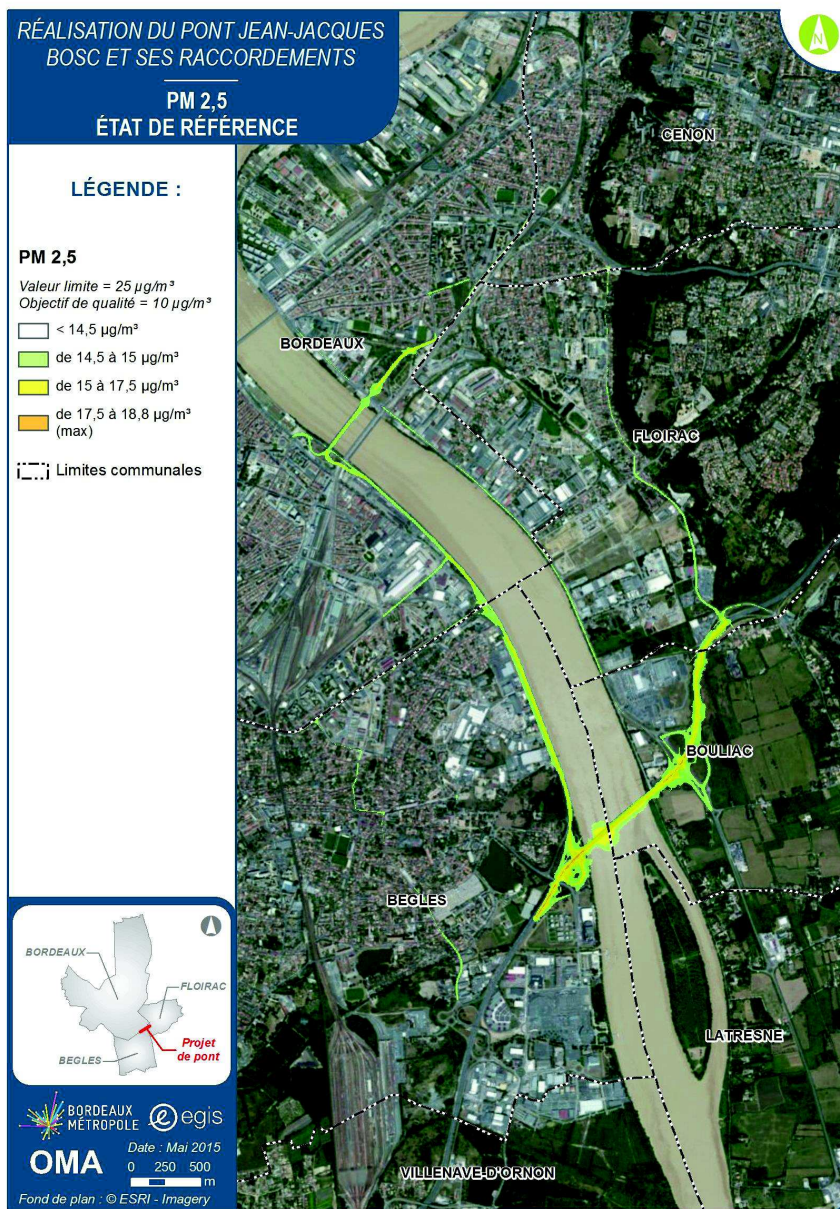 RÉALISATION DU PONT JEAN-JACQUES
BOSC ET SES RACCORDEMENTS
PM 2,5
ÉTAT DE RÉFÉRENCE
N
LÉGENDE :
PM 2,5
Valeur limite = 25 µg/m³
Objectif de qualité = 10 µg/m³
< 14,5 µg/m³
de 14,5 à 15 µg/m³
de 15 à 17,5 µg/m³
de 17,5 à 18,8 µg/m³
(max)
Limites communales
CENON
BORDEAUX
FLOIRAC
BOULIAC
BEGLES
LATRESNE
VILLENAVE-D'ORNON
BORDEAUX
FLOIRAC
BEGLES
Projet
de pont
BORDEAUX
MÉTROPOLE
egis
OMA
Date : Mai 2015
0 250 500
m
Fond de plan : © ESRI - Imagery